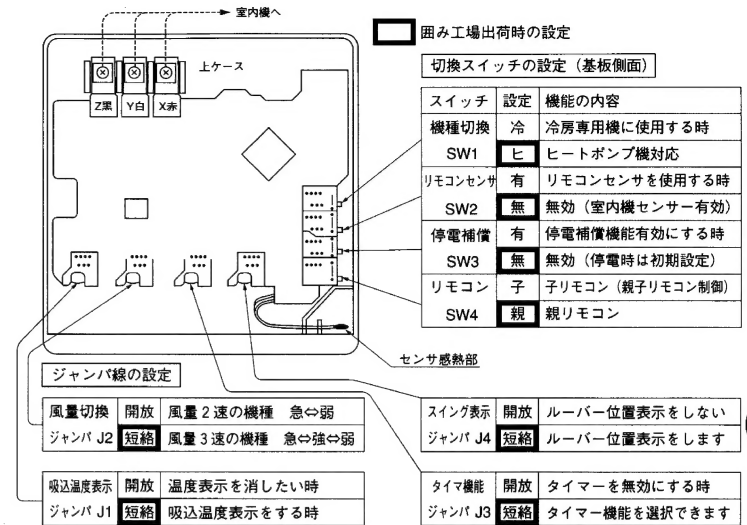 室内機へ
囲み工場出荷時の設定
上ケース
Z黒 Y白 X赤
切換スイッチの設定(基板側面)
スイッチ 設定 機能の内容
機種切換 冷 冷房専用機に使用する時
SW1 ヒ ヒートポンプ機対応
リモコンセンサ 有 リモコンセンサを使用する時
SW2 無 無効(室内機センサー有効)
停電補償 有 停電補償機能有効にする時
SW3 無 無効(停電時は初期設定)
リモコン 子 子リモコン(親子リモコン制御)
SW4 親 親リモコン
センサ感熱部
ジャンパ線の設定
風量切換 開放 風量2速の機種 急⇔弱
ジャンパ J2 短絡 風量3速の機種 急⇔強⇔弱
スイング表示 開放 ルーバー位置表示をしない
ジャンパ J4 短絡 ルーバー位置表示をします
吸込温度表示 開放 温度表示を消したい時
ジャンパ J1 短絡 吸込温度表示をする時
タイマ機能 開放 タイマーを無効にする時
ジャンパ J3 短絡 タイマー機能を選択できます